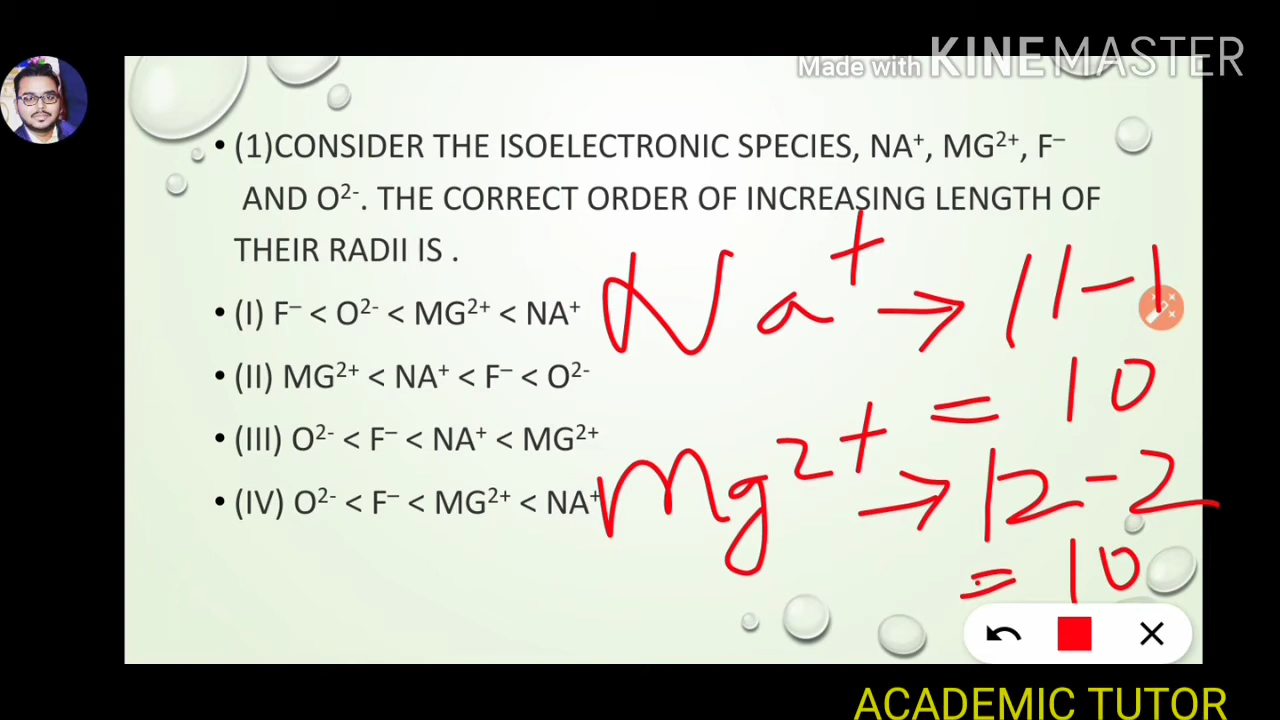 Made with KINEMASTER
• (1)CONSIDER THE ISOELECTRONIC SPECIES, NA⁺, MG²⁺, F⁻
AND O²⁻. THE CORRECT ORDER OF INCREASING LENGTH OF
THEIR RADII IS .
• (I) F⁻ < O²⁻ < MG²⁺ < NA⁺
• (II) MG²⁺ < NA⁺ < F⁻ < O²⁻
• (III) O²⁻ < F⁻ < NA⁺ < MG²⁺
• (IV) O²⁻ < F⁻ < MG²⁺ < NA⁺
Na⁺ → 11-1
= 10
Mg²⁺ → 12-2
= 10
ACADEMIC TUTOR